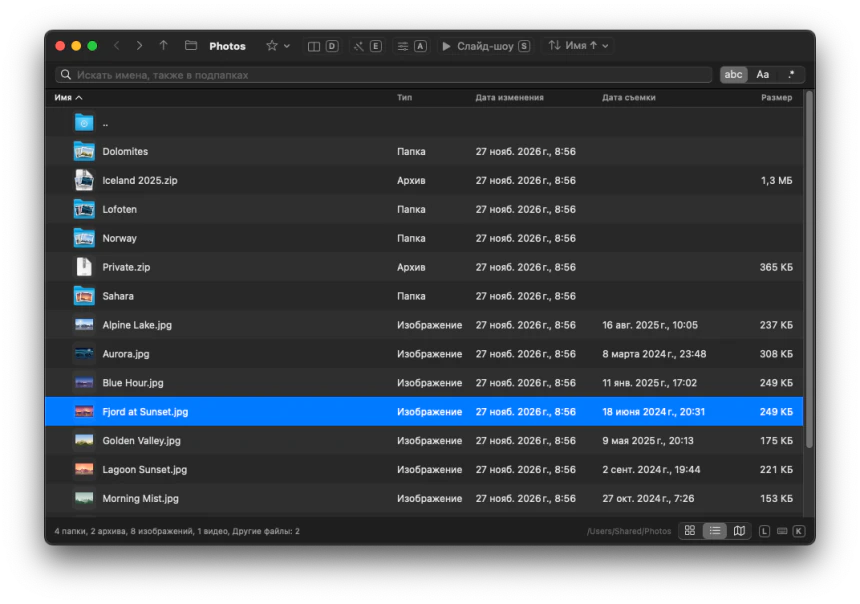 Photos D E A Слайд-шоу S Имя
Искать имена, также в подпапках abc Aa .*
Имя Тип Дата изменения Дата съемки Размер
..
Dolomites Папка 27 нояб. 2026 г., 8:56
Iceland 2025.zip Архив 27 нояб. 2026 г., 8:56 1,3 МБ
Lofoten Папка 27 нояб. 2026 г., 8:56
Norway Папка 27 нояб. 2026 г., 8:56
Private.zip Архив 27 нояб. 2026 г., 8:56 365 КБ
Sahara Папка 27 нояб. 2026 г., 8:56
Alpine Lake.jpg Изображение 27 нояб. 2026 г., 8:56 16 авг. 2025 г., 10:05 237 КБ
Aurora.jpg Изображение 27 нояб. 2026 г., 8:56 8 марта 2024 г., 23:48 308 КБ
Blue Hour.jpg Изображение 27 нояб. 2026 г., 8:56 11 янв. 2025 г., 17:02 249 КБ
Fjord at Sunset.jpg Изображение 27 нояб. 2026 г., 8:56 18 июня 2024 г., 20:31 249 КБ
Golden Valley.jpg Изображение 27 нояб. 2026 г., 8:56 9 мая 2025 г., 20:13 175 КБ
Lagoon Sunset.jpg Изображение 27 нояб. 2026 г., 8:56 2 сент. 2024 г., 19:44 221 КБ
Morning Mist.jpg Изображение 27 нояб. 2026 г., 8:56 27 окт. 2024 г., 7:26 153 КБ
4 папки, 2 архива, 8 изображений, 1 видео, Другие файлы: 2 /Users/Shared/Photos L K